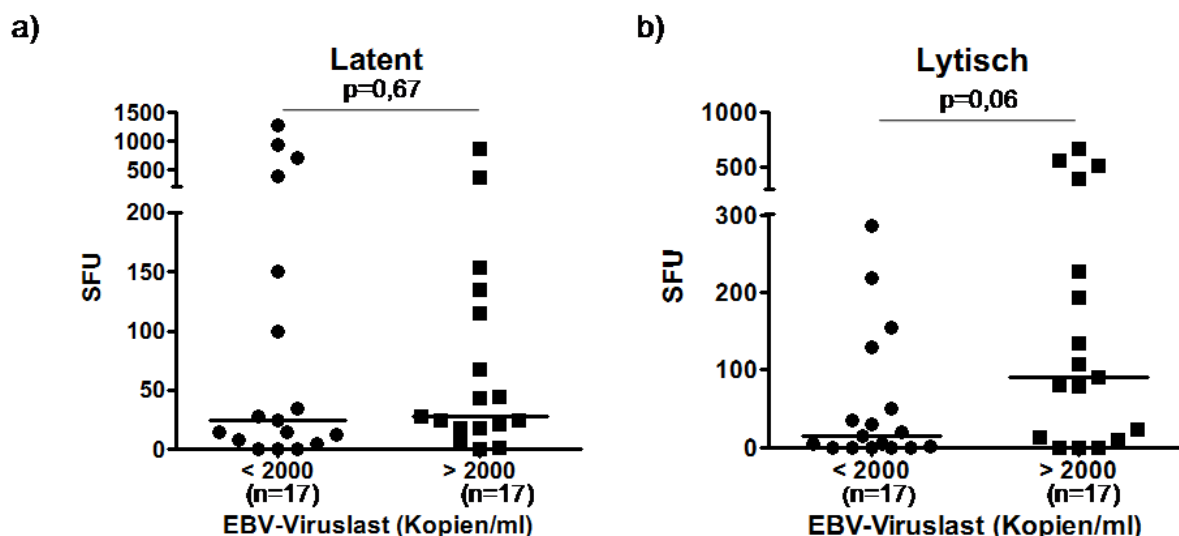 a)
Latent
p=0,67
1500
1000
500
200
150
100
50
0
SFU
< 2000
(n=17)
> 2000
(n=17)
EBV-Viruslast (Kopien/ml)
b)
Lytisch
p=0,06
1000
500
300
200
100
0
SFU
< 2000
(n=17)
> 2000
(n=17)
EBV-Viruslast (Kopien/ml)